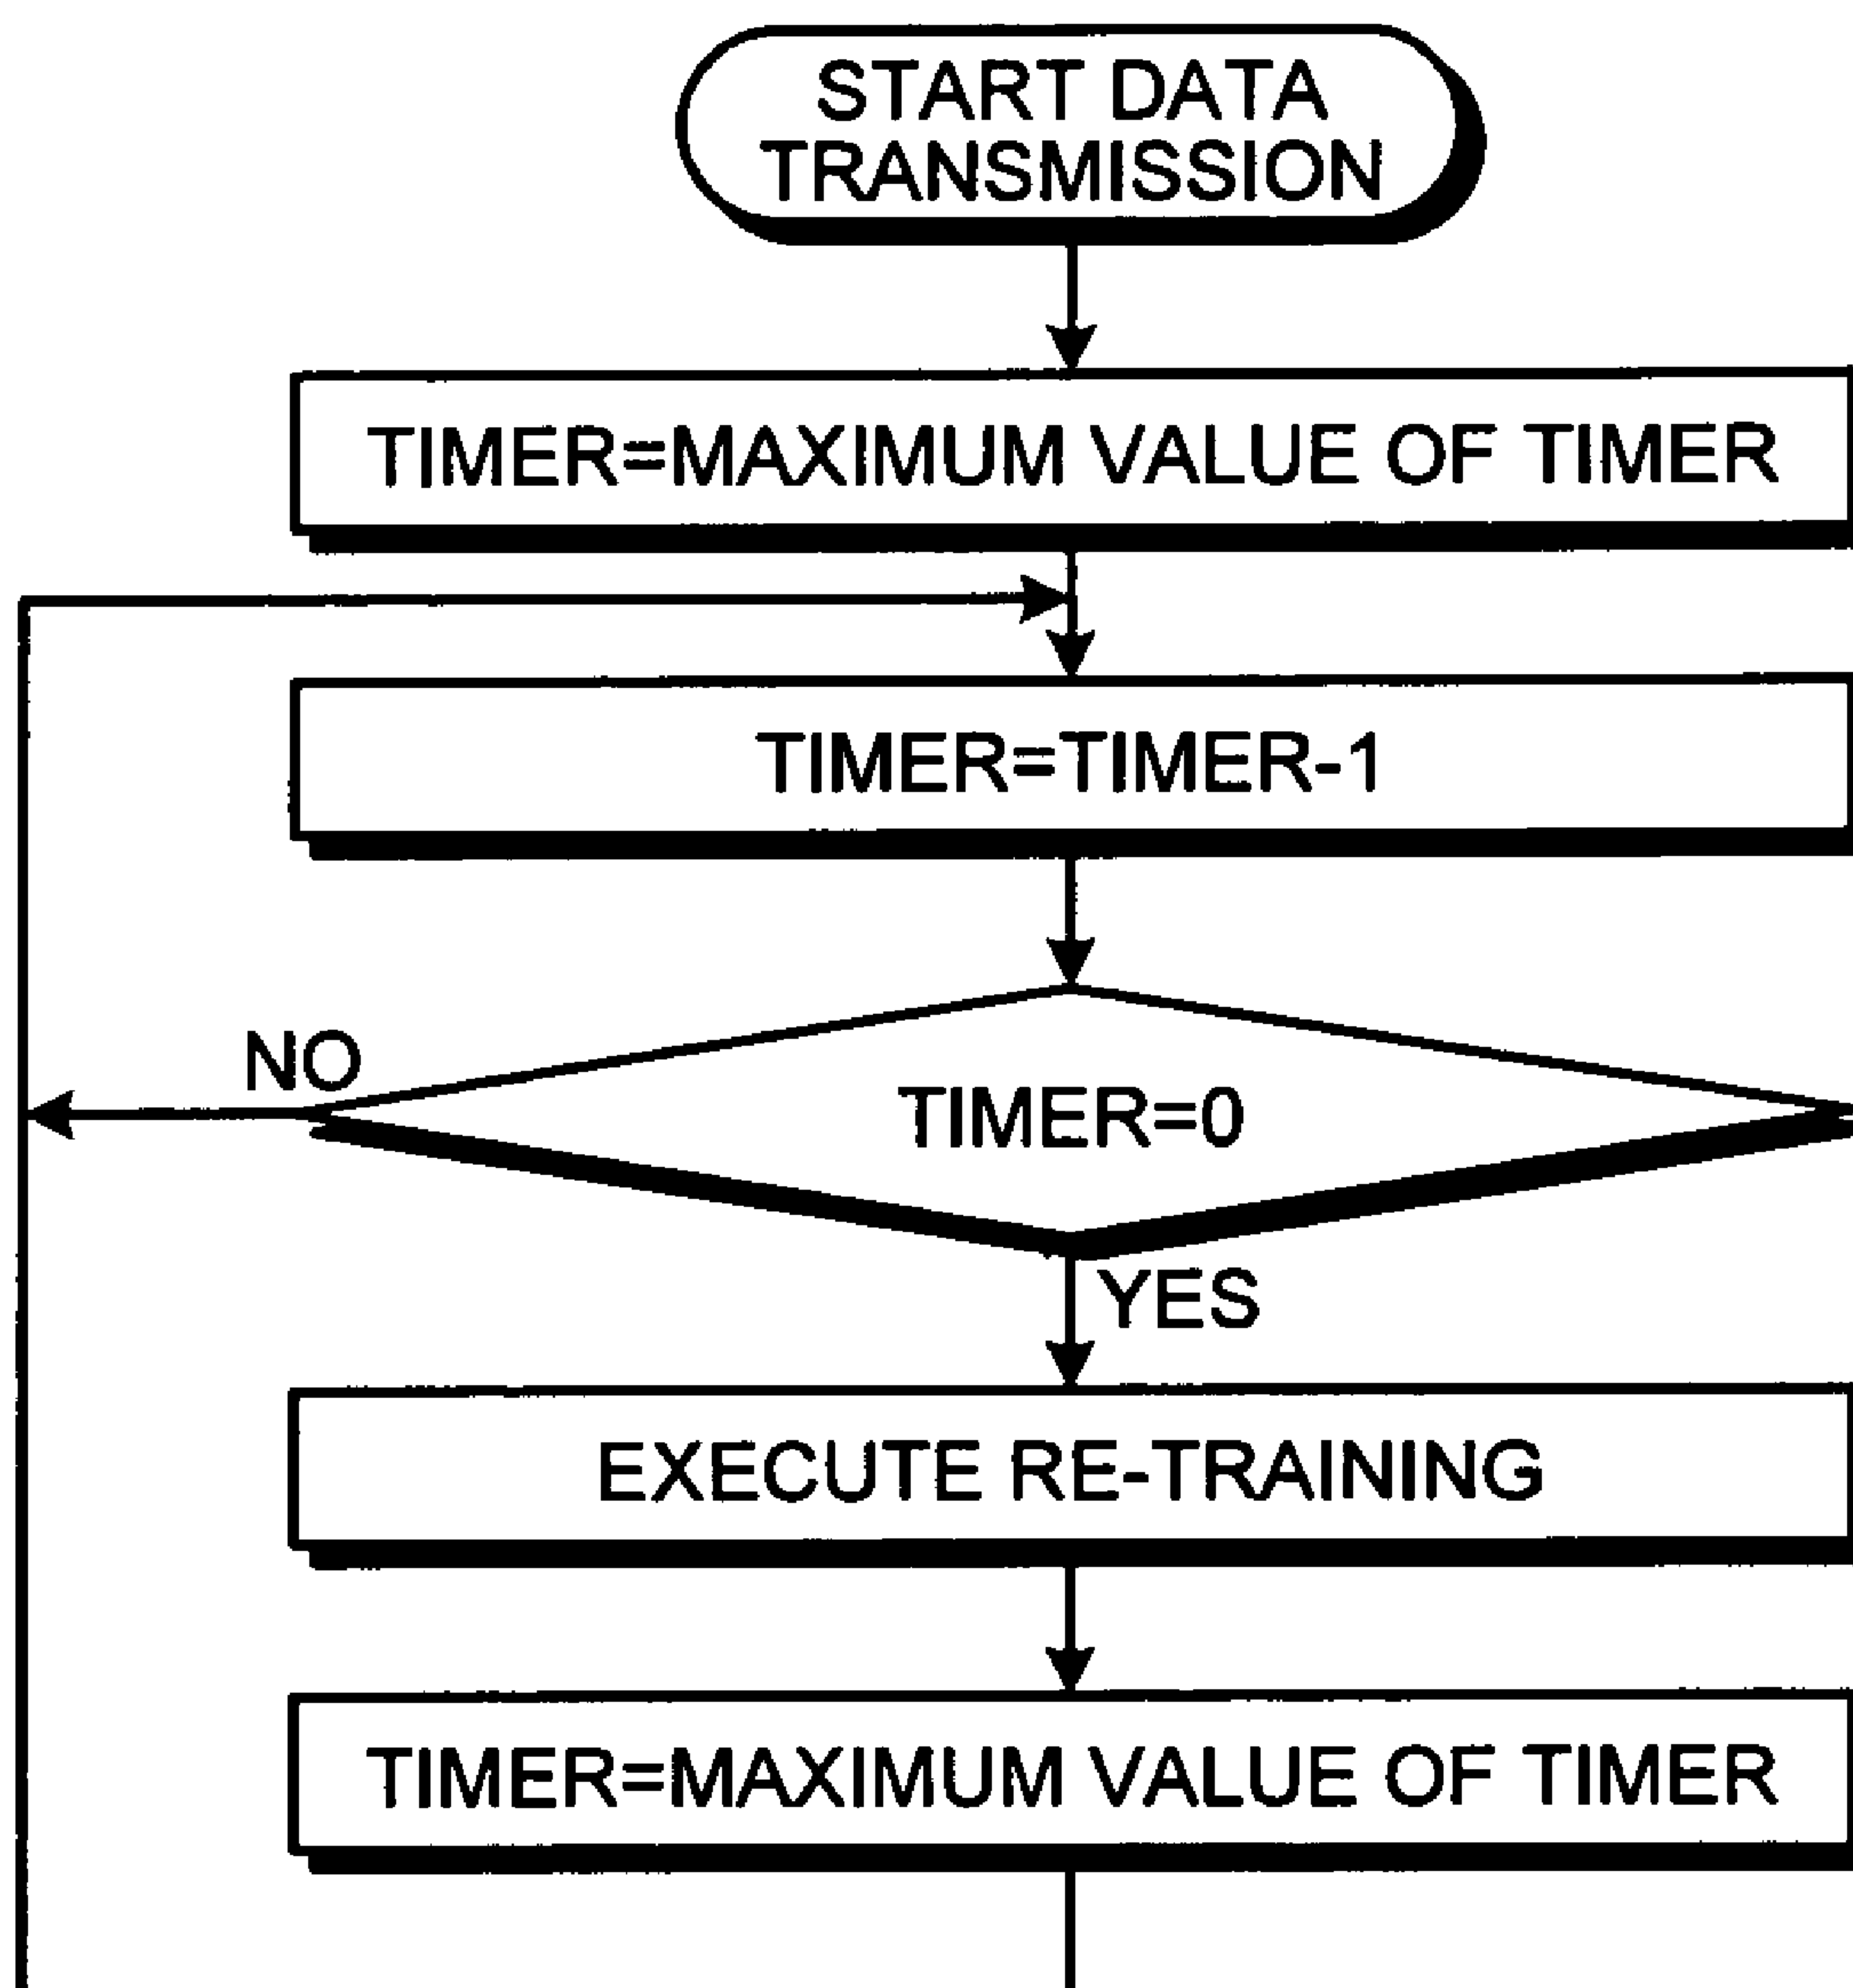 START DATA
TRANSMISSION
TIMER=MAXIMUM VALUE OF TIMER
TIMER=TIMER-1
NO
TIMER=0
YES
EXECUTE RE-TRAINING
TIMER=MAXIMUM VALUE OF TIMER